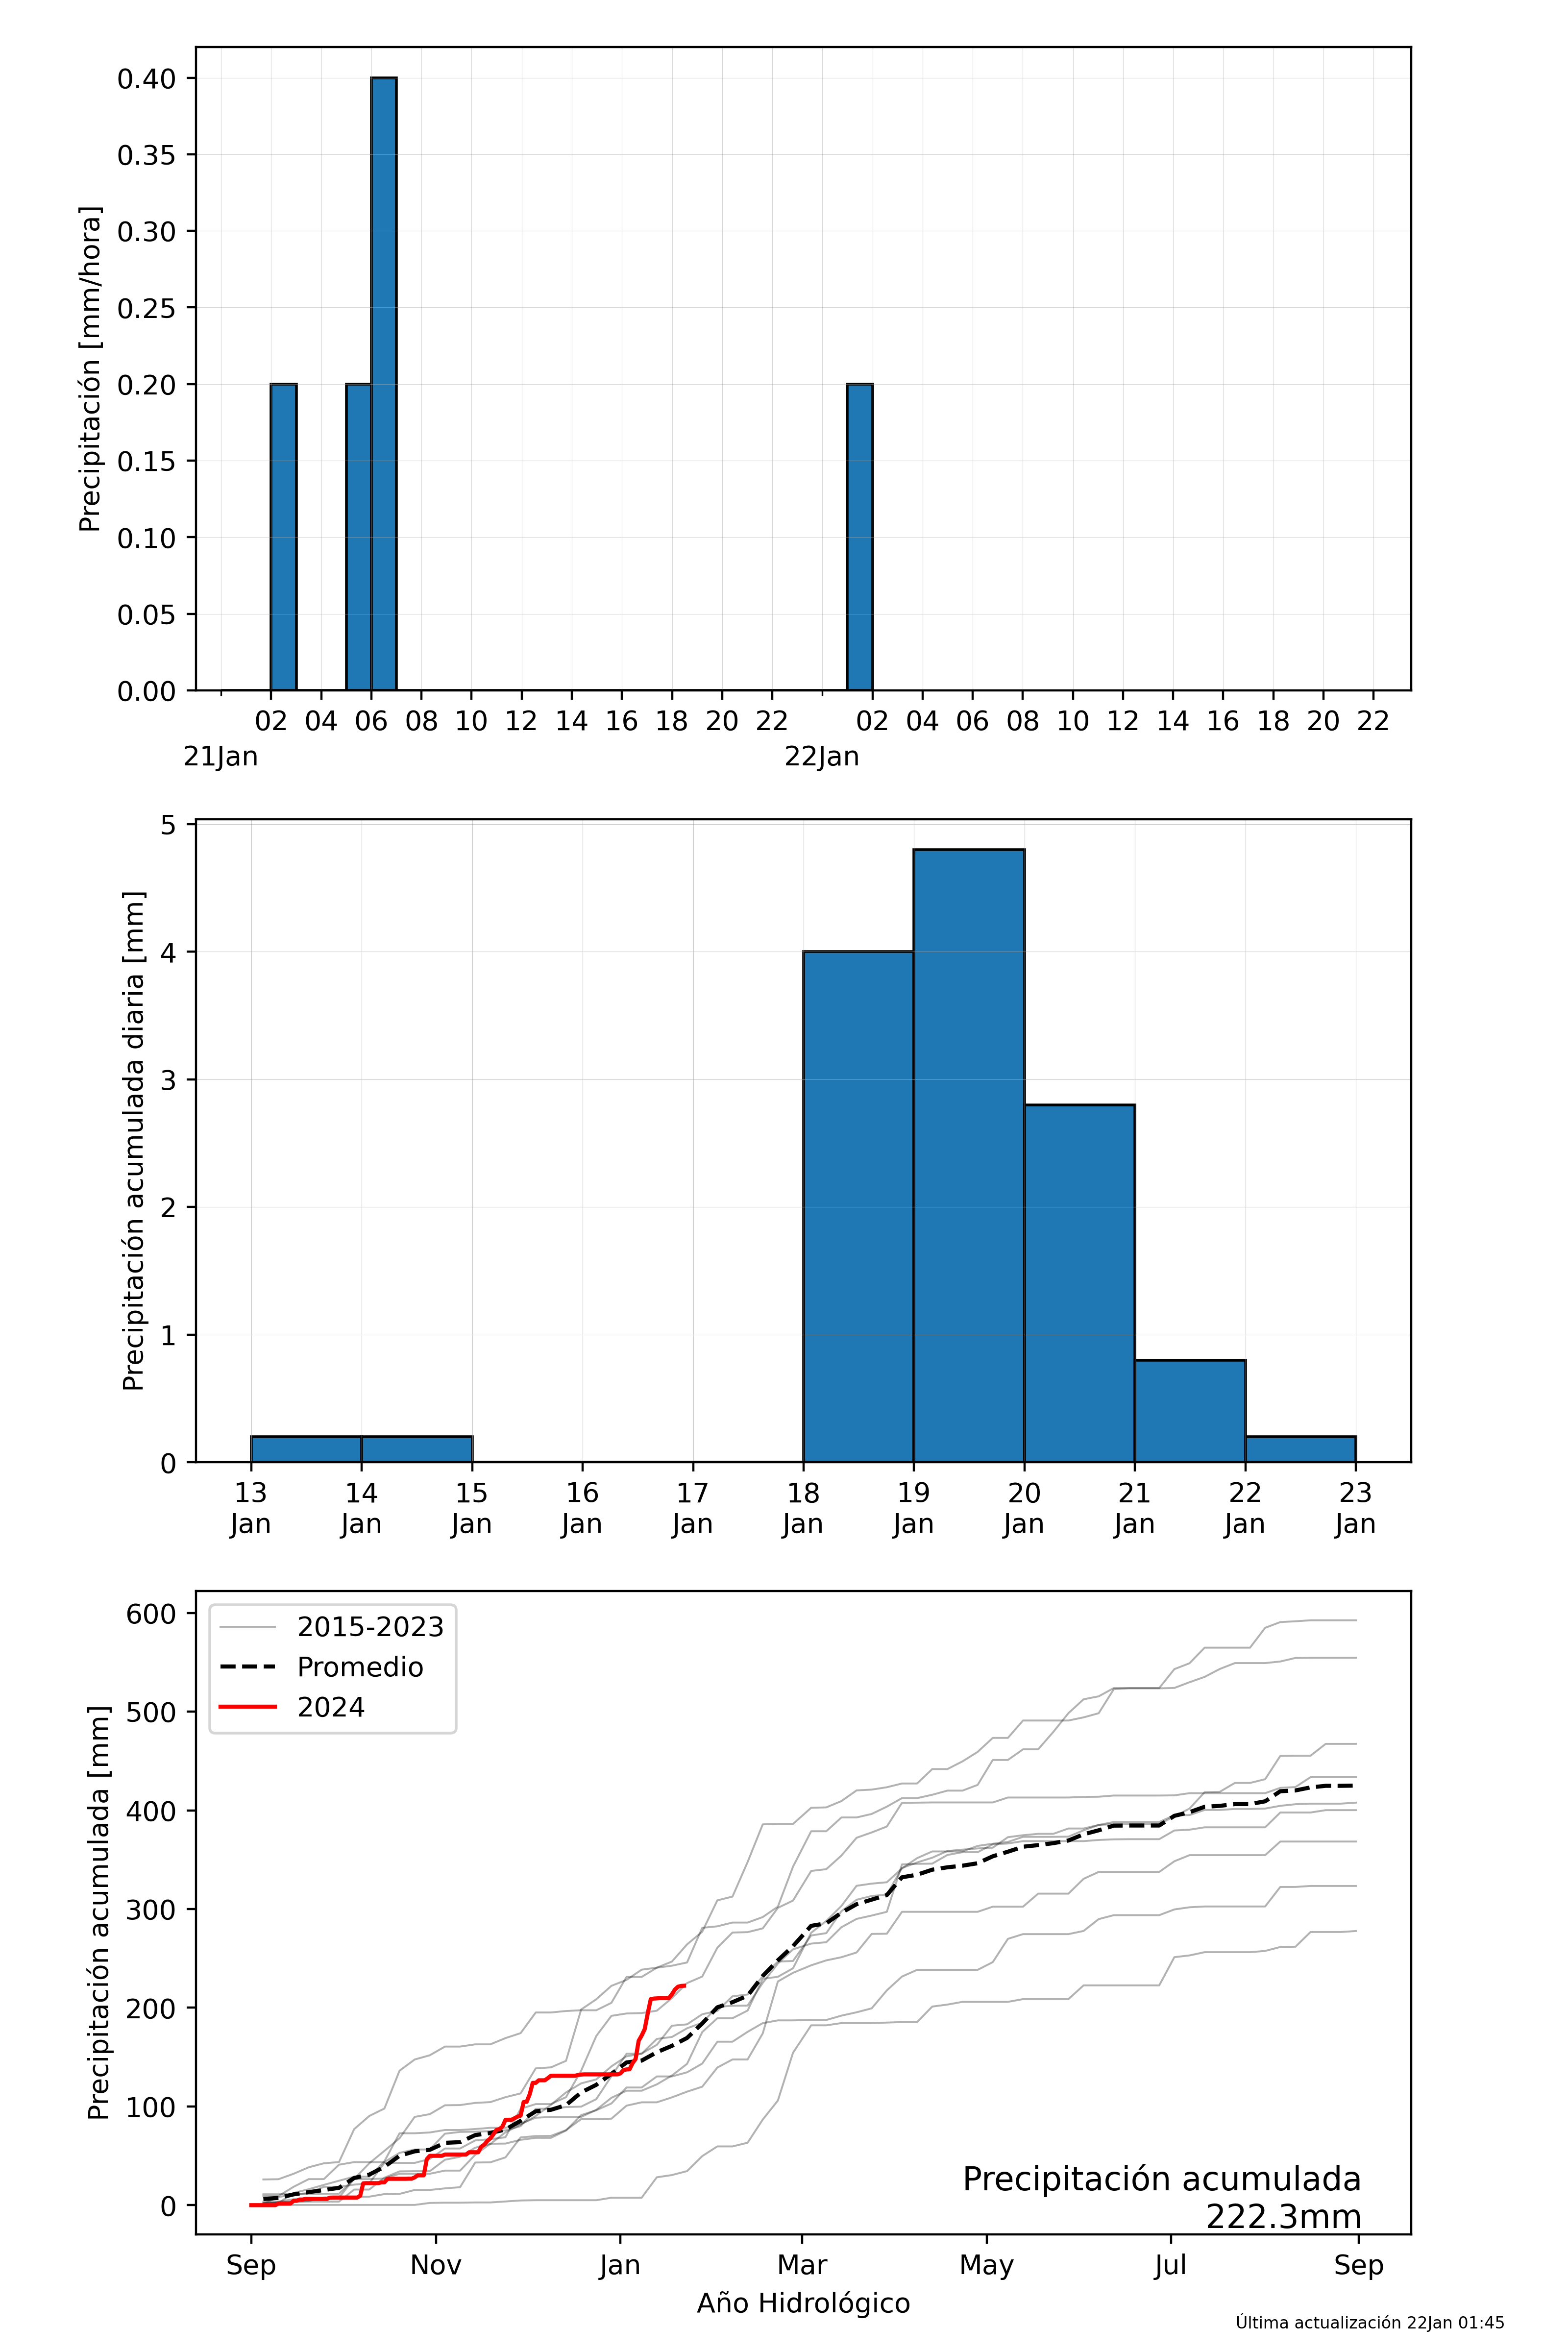 Precipitación [mm/hora]
0.40
0.35
0.30
0.25
0.20
0.15
0.10
0.05
0.00
02 04 06 08 10 12 14 16 18 20 22 02 04 06 08 10 12 14 16 18 20 22
21Jan 22Jan
Precipitación acumulada diaria [mm]
5
4
3
2
1
0
13 14 15 16 17 18 19 20 21 22 23
Jan Jan Jan Jan Jan Jan Jan Jan Jan Jan Jan
Precipitación acumulada [mm]
600
500
400
300
200
100
0
2015-2023
Promedio
2024
Precipitación acumulada
222.3mm
Sep Nov Jan Mar May Jul Sep
Año Hidrológico
Última actualización 22Jan 01:45